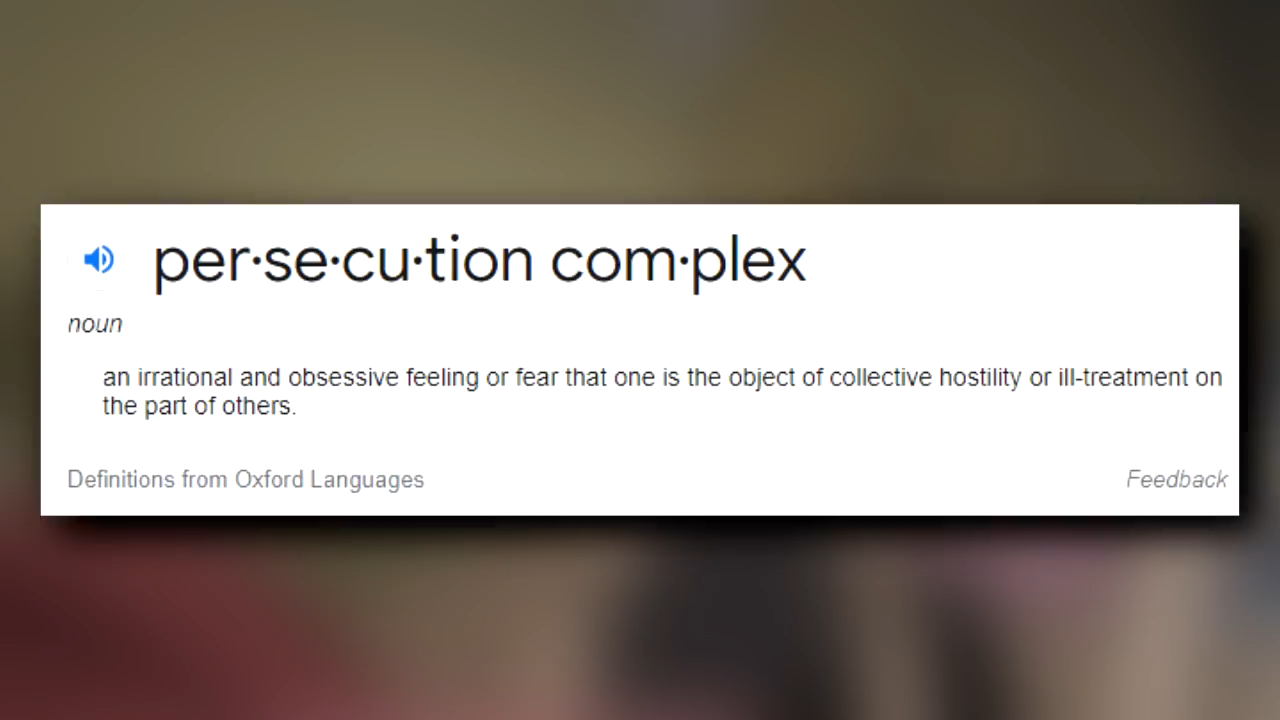 per·se·cu·tion com·plex
noun
an irrational and obsessive feeling or fear that one is the object of collective hostility or ill-treatment on
the part of others.
Definitions from Oxford Languages
Feedback